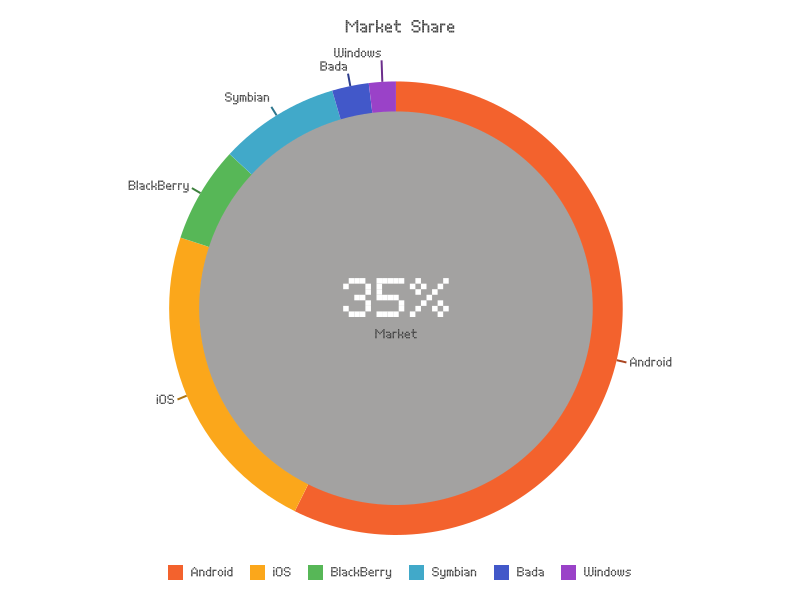 Market Share
Windows
Bada
Symbian
BlackBerry
35%
Market
Android
iOS
Android iOS BlackBerry Symbian Bada Windows